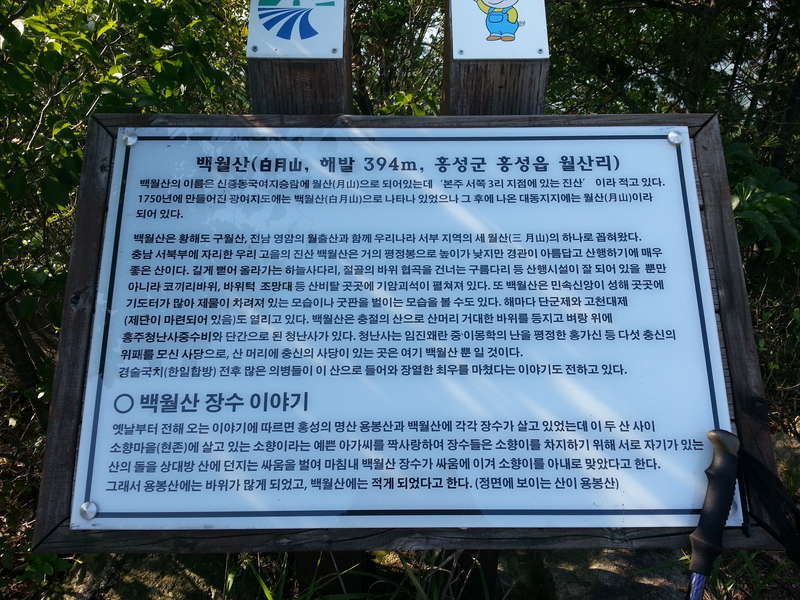 백월산(白月山, 해발 394m, 홍성군 홍성읍 월산리)
백월산의 이름은 신증동국여지승람에 월산(月山)으로 되어있는데 '본주 서쪽 3리 지점에 있는 진산' 이라 적고 있다.
1750년에 만들어진 광여지도에는 백월산(白月山)으로 나타나 있었으나 그 후에 나온 대동지지에는 월산(月山)이라
되어 있다.
백월산은 황해도 구월산, 전남 영암의 월출산과 함께 우리나라 서부 지역의 세 월산(三 月山)의 하나로 꼽혀왔다.
충남 서북부에 자리한 우리 고을의 진산 백월산은 거의 평정봉으로 높이가 낮지만 경관이 아름답고 산행하기에 매우
좋은 산이다. 길게 뻗어 올라가는 하늘사다리, 절골의 바위 협곡을 건너는 구름다리 등 산행시설이 잘 되어 있을 뿐만
아니라 코끼리바위, 바위턱 조망대 등 산비탈 곳곳에 기암괴석이 펼쳐져 있다. 또 백월산은 민속신앙이 성해 곳곳에
기도터가 많아 재물이 차려져 있는 모습이나 굿판을 벌이는 모습을 볼 수도 있다. 해마다 단군제와 고천대제
(제단이 마련되어 있음)도 열리고 있다. 백월산은 충절의 산으로 산머리 거대한 바위를 등지고 벼랑 위에
홍주청난사중수비와 단간으로 된 청난사가 있다. 청난사는 임진왜란 중·이몽학의 난을 평정한 홍가신 등 다섯 충신의
위패를 모신 사당으로, 산 머리에 충신의 사당이 있는 곳은 여기 백월산 뿐 일 것이다.
경술국치(한일합방) 전후 많은 의병들이 이 산으로 들어와 장열한 최우를 마쳤다는 이야기도 전하고 있다.
○ 백월산 장수 이야기
옛날부터 전해 오는 이야기에 따르면 홍성의 명산 용봉산과 백월산에 각각 장수가 살고 있었는데 이 두 산 사이
소향마을(현존)에 살고 있는 소향이라는 예쁜 아가씨를 짝사랑하여 장수들은 소향이를 차지하기 위해 서로 자기가 있는
산의 돌을 상대방 산에 던지는 싸움을 벌여 마침내 백월산 장수가 싸움에 이겨 소향이를 아내로 맞았다고 한다.
그래서 용봉산에는 바위가 많게 되었고, 백월산에는 적게 되었다고 한다. (정면에 보이는 산이 용봉산)